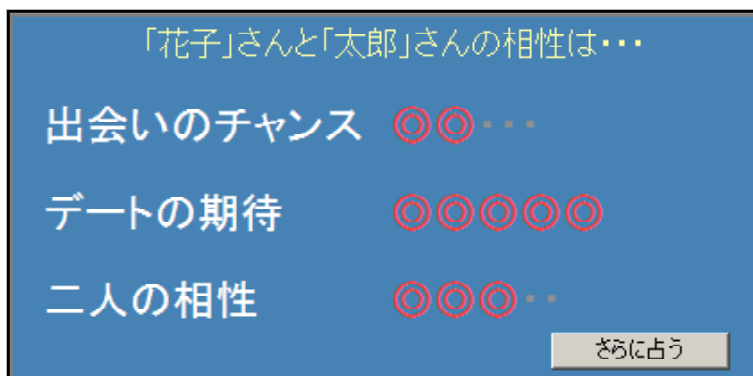 「花子」さんと「太郎」さんの相性は・・・
出会いのチャンス ◎◎・・・
デートの期待 ◎◎◎◎◎
二人の相性 ◎◎◎・・
さらに占う